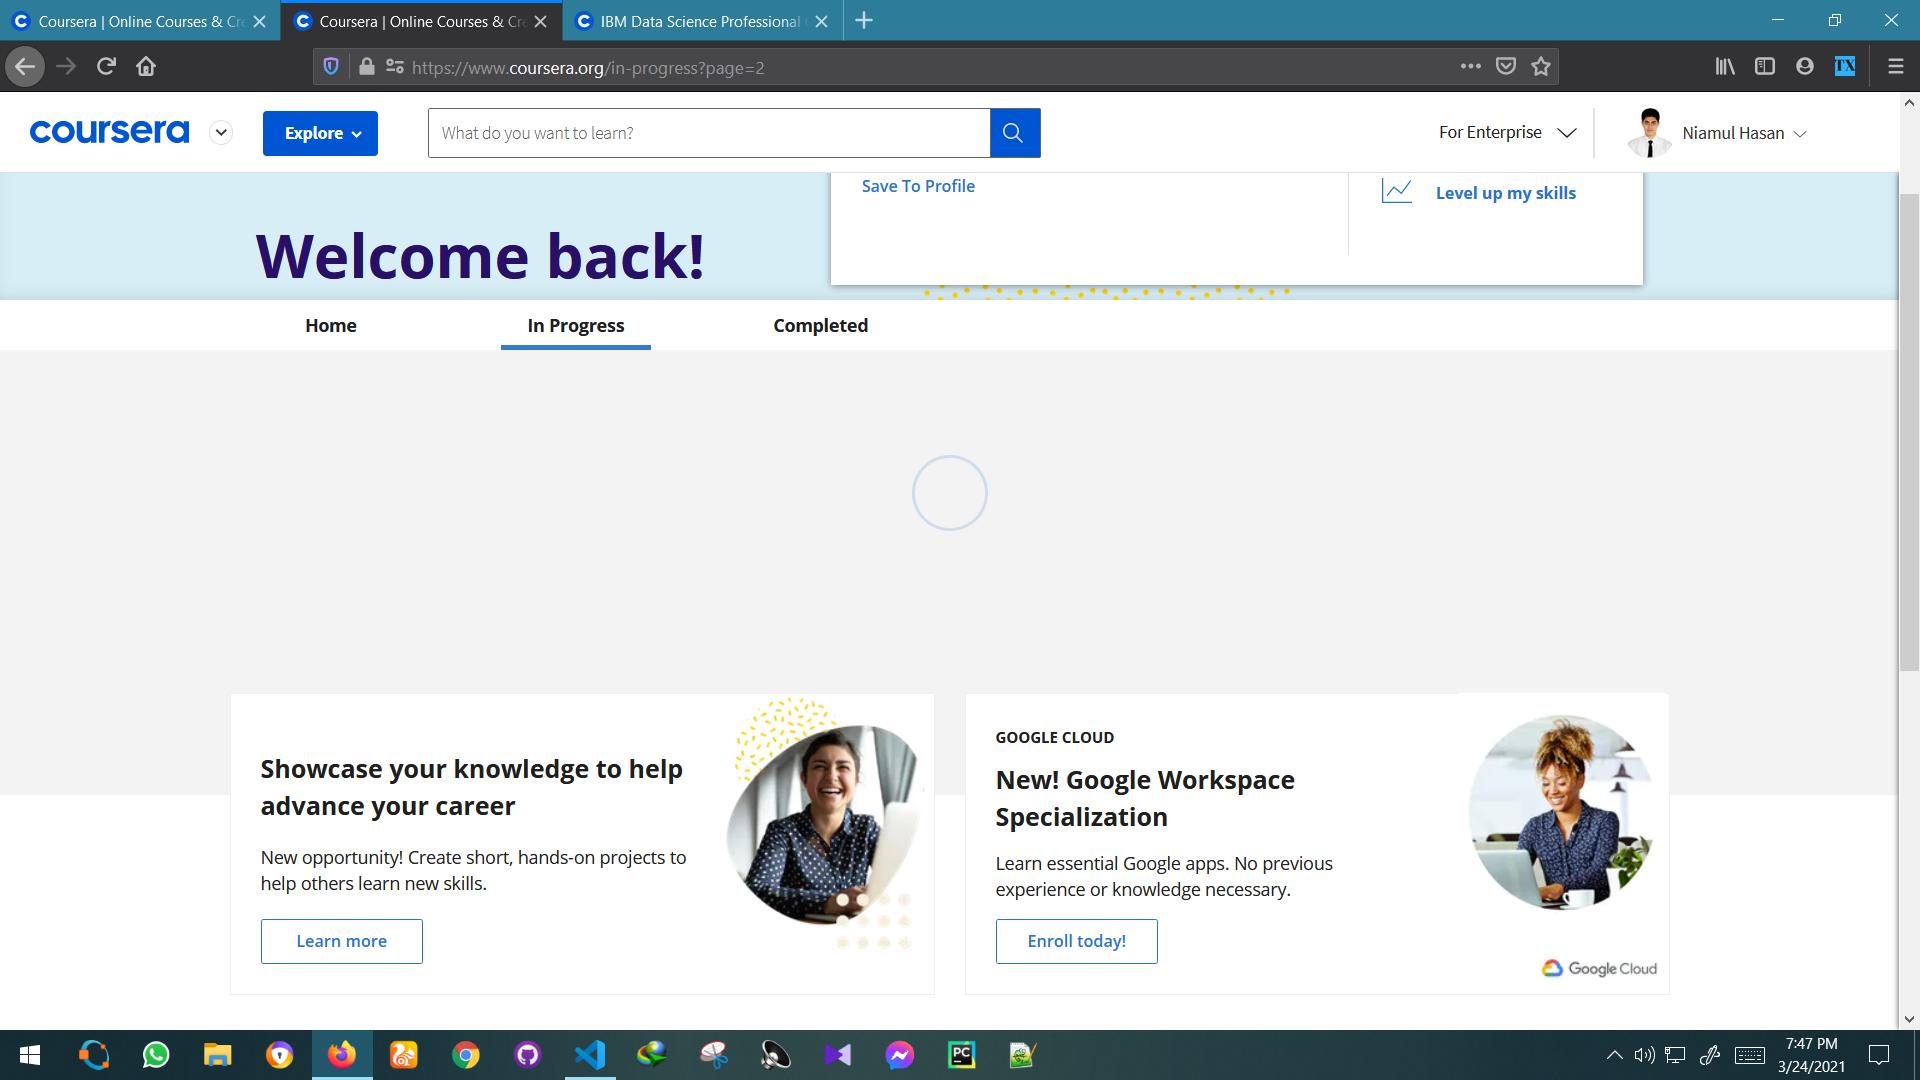 Coursera | Online Courses & Cre
Coursera | Online Courses & Cre
IBM Data Science Professional
https://www.coursera.org/in-progress?page=2
TX
coursera
Explore
What do you want to learn?
For Enterprise
Niamul Hasan
Save To Profile
Level up my skills
Welcome back!
Home
In Progress
Completed
Showcase your knowledge to help
advance your career
New opportunity! Create short, hands-on projects to
help others learn new skills.
Learn more
GOOGLE CLOUD
New! Google Workspace
Specialization
Learn essential Google apps. No previous
experience or knowledge necessary.
Enroll today!
Google Cloud
PC
7:47 PM
3/24/2021